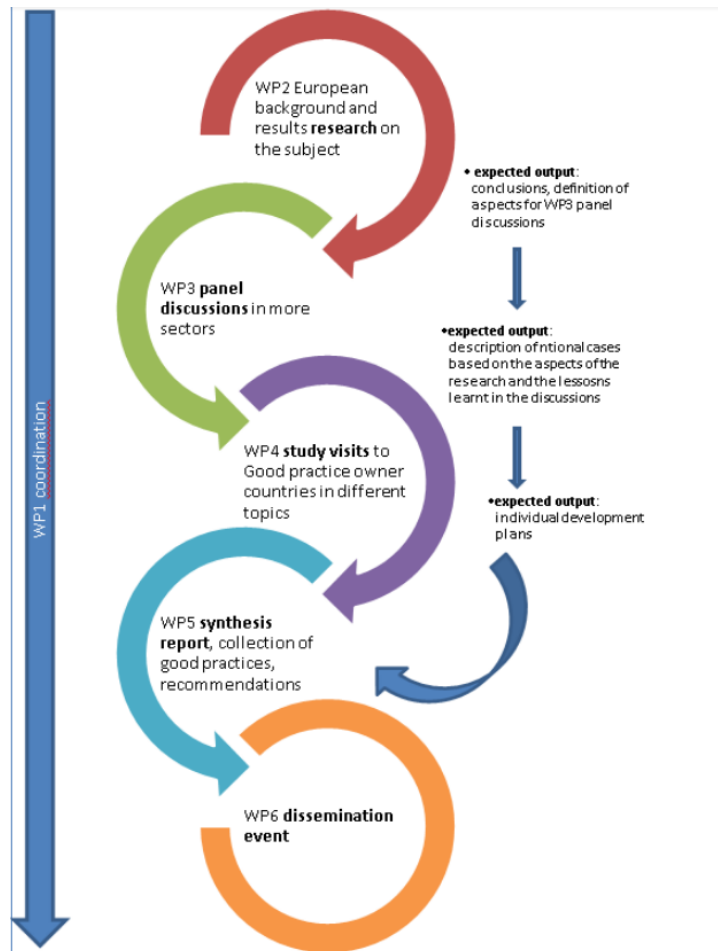 WP1 coordination
WP2 European
background and
results research on
the subject
• expected output:
conclusions, definition of
aspects for WP3 panel
discussions
WP3 panel
discussions in more
sectors
•expected output:
description of ntional cases
based on the aspects of the
research and the lessosns
learnt in the discussions
WP4 study visits to
Good practice owner
countries in different
topics
•expected output:
individual development
plans
WP5 synthesis
report, collection of
good practices,
recommendations
WP6 dissemination
event